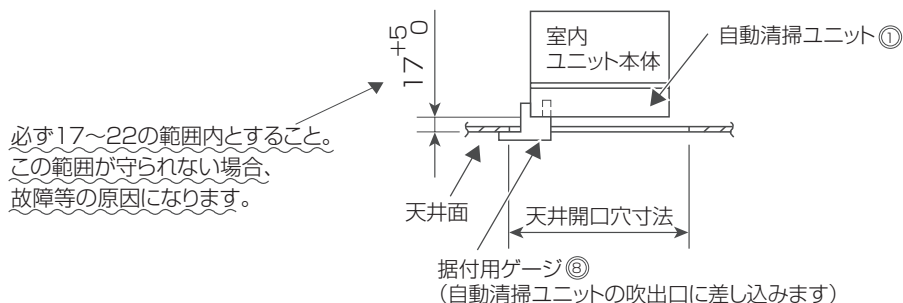 17+5 0
室内
ユニット本体
自動清掃ユニット①
必ず17〜22の範囲内とすること。
この範囲が守られない場合、
故障等の原因になります。
天井面
天井開口穴寸法
据付用ゲージ⑧
（自動清掃ユニットの吹出口に差し込みます）